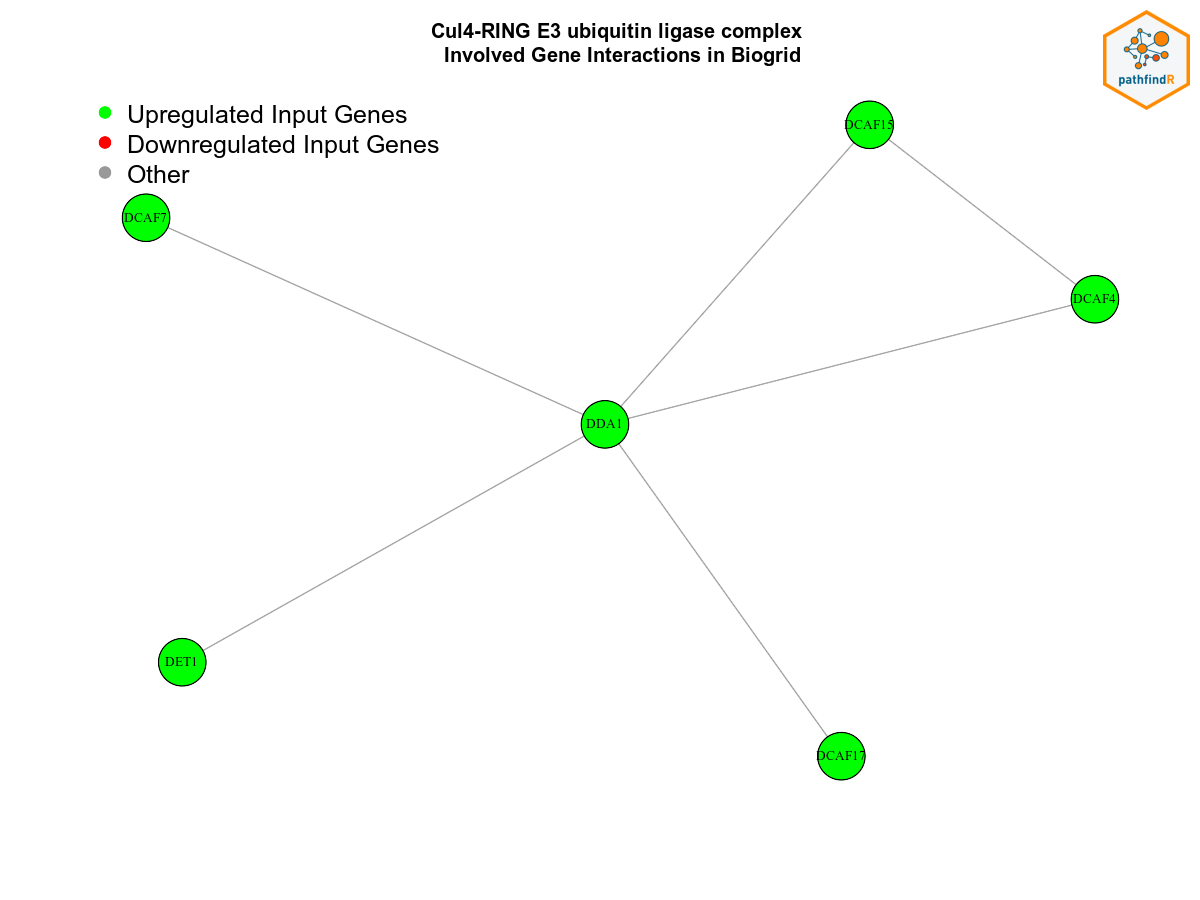 Cul4-RING E3 ubiquitin ligase complex
Involved Gene Interactions in Biogrid
pathfindR
Upregulated Input Genes
Downregulated Input Genes
Other
DCAF15
DCAF7
DCAF4
DDA1
DET1
DCAF17